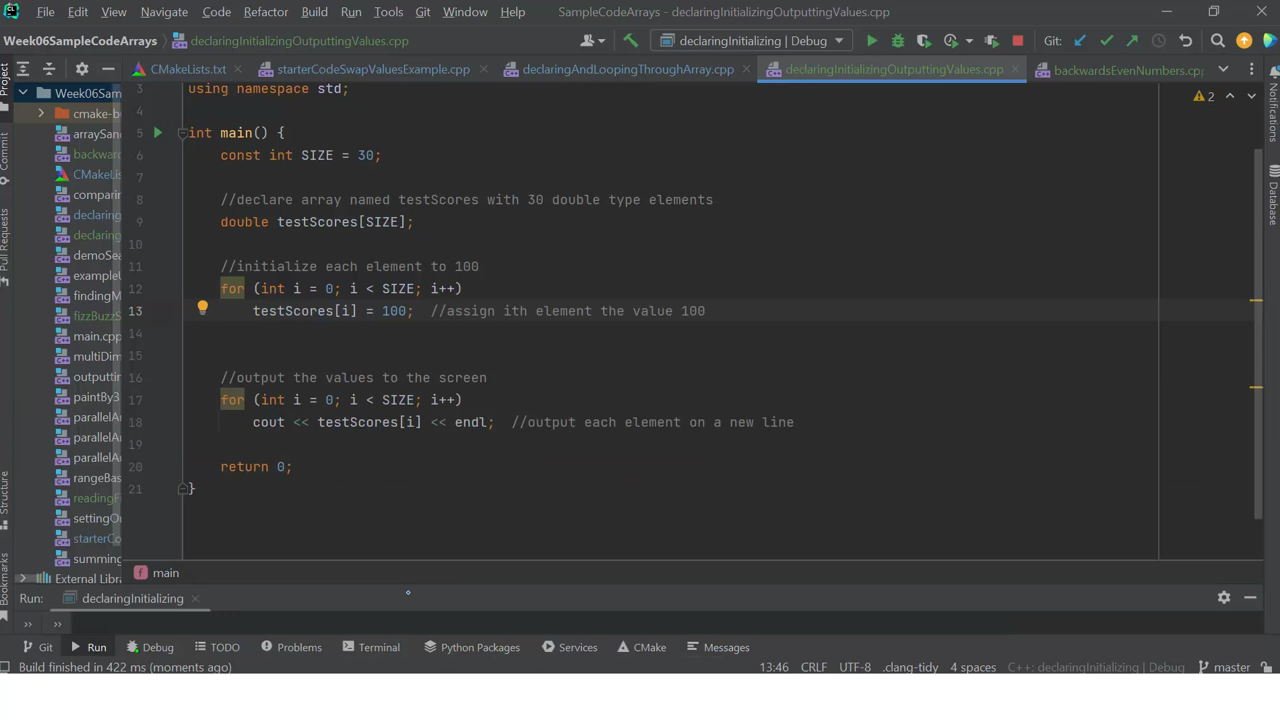 File Edit View Navigate Code Refactor Build Run Tools Git Window Help SampleCodeArrays - declaringInitializingOutputtingValues.cpp
Week06SampleCodeArrays declaringInitializingOutputtingValues.cpp declaringInitializing | Debug Git:
CMakeLists.txt starterCodeSwapValuesExample.cpp declaringAndLoopingThroughArray.cpp declaringInitializingOutputtingValues.cpp backwardsEvenNumbers.cpp
Project
Commit
Pull Requests
Structure
Bookmarks
Week06Sam
cmake-b
arraySan
backward
CMakeLis
comparin
declaring
declaring
demoSea
exampleU
findingM
fizzBuzzS
main.cpp
multiDim
outputtin
paintBy3
parallelA
parallelA
parallelA
rangeBas
readingF
settingO
starterCo
summing
External Libra
3 using namespace std;
4
5 int main() {
6 const int SIZE = 30;
7
8 //declare array named testScores with 30 double type elements
9 double testScores[SIZE];
10
11 //initialize each element to 100
12 for (int i = 0; i < SIZE; i++)
13 testScores[i] = 100; //assign ith element the value 100
14
15
16 //output the values to the screen
17 for (int i = 0; i < SIZE; i++)
18 cout << testScores[i] << endl; //output each element on a new line
19
20 return 0;
21 }
2
Notifications
Database
f main
Run: declaringInitializing
Git Run Debug TODO Problems Terminal Python Packages Services CMake Messages
Build finished in 422 ms (moments ago) 13:46 CRLF UTF-8 .clang-tidy 4 spaces C++: declaringInitializing | Debug master